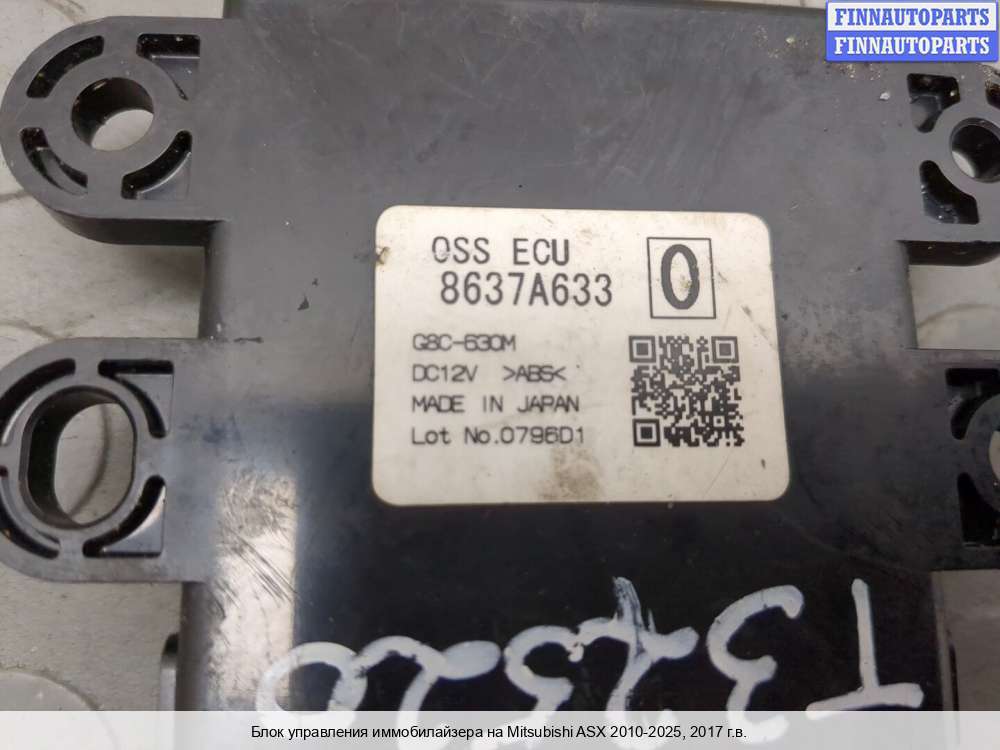 FINNAUTOPARTS
FINNAUTOPARTS
OSS ECU
8637A633
0
G8C-630M
DC12V >ABS<
MADE IN JAPAN
Lot No.0796D1
Блок управления иммобилайзера на Mitsubishi ASX 2010-2025, 2017 г.в.